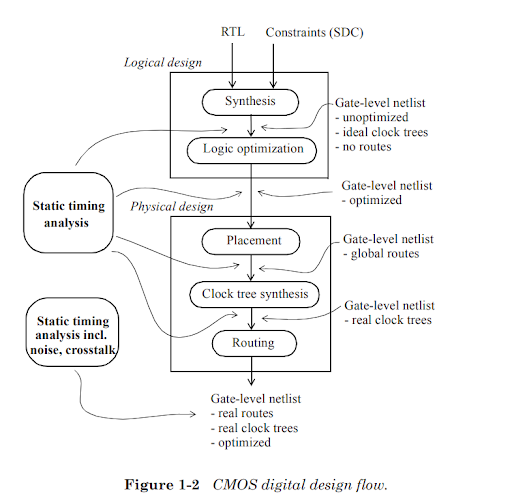 RTL
Constraints (SDC)
Logical design
Synthesis
Gate-level netlist
- unoptimized
- ideal clock trees
- no routes
Logic optimization
Gate-level netlist
- optimized
Static timing
analysis
Physical design
Placement
Gate-level netlist
- global routes
Clock tree synthesis
Gate-level netlist
- real clock trees
Static timing
analysis incl.
noise, crosstalk
Routing
Gate-level netlist
- real routes
- real clock trees
- optimized
Figure 1-2 CMOS digital design flow.